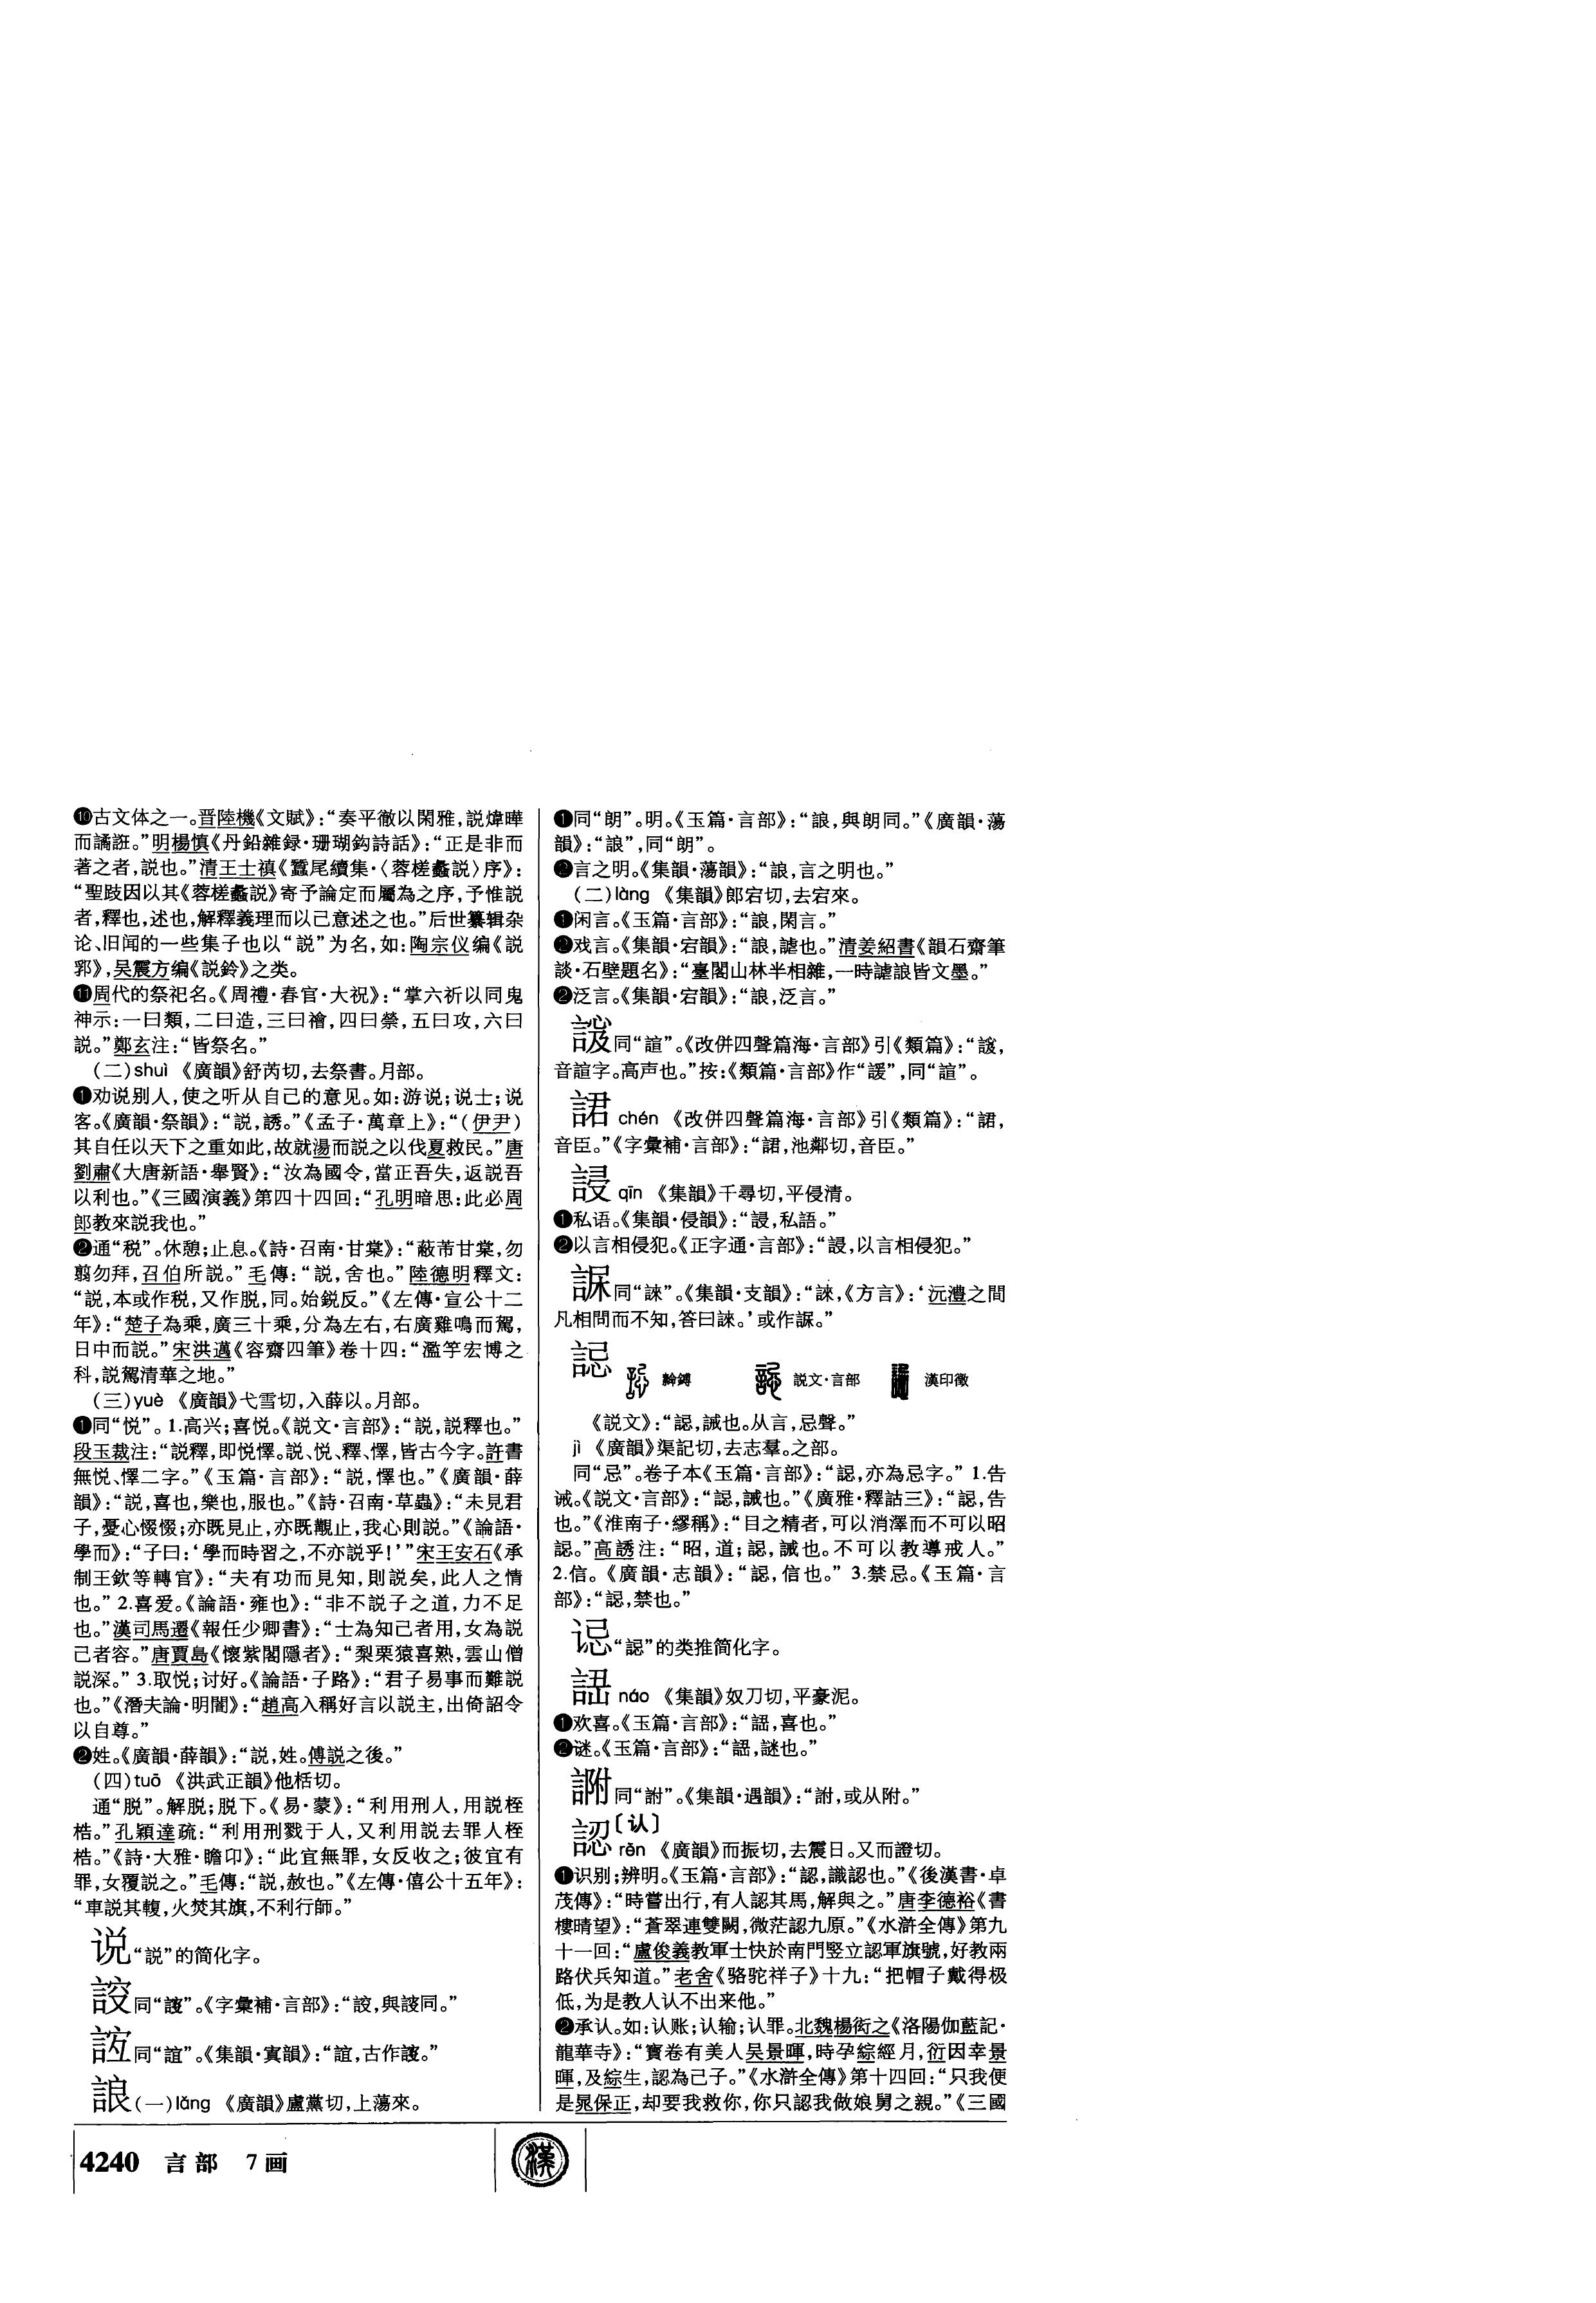 ❿古文体之一。晋陸機《文賦》：“奏平徹以閑雅，説煒曄
而譎誑。”明楊慎《丹鉛雜録·珊瑚鈎詩話》：“正是非而
著之者，説也。”清王士禛《蠶尾續集·〈蓉槎蠡説〉序》：
“聖跂因以其《蓉槎蠡説》寄予論定而屬為之序，予惟説
者，釋也，述也，解釋義理而以己意述之也。”后世纂辑杂
论、旧闻的一些集子也以“説”为名，如：陶宗仪编《説
郛》，吴震方编《説鈴》之类。
⓫周代的祭祀名。《周禮·春官·大祝》：“掌六祈以同鬼
神示：一曰類，二曰造，三曰禬，四曰禜，五曰攻，六曰
説。”鄭玄注：“皆祭名。”
（二）shuì 《廣韻》舒芮切，去祭書。月部。
❶劝说别人，使之听从自己的意见。如：游说；说士；说
客。《廣韻·祭韻》：“説，誘。”《孟子·萬章上》：“（伊尹）
其自任以天下之重如此，故就湯而説之以伐夏救民。”唐
劉肅《大唐新語·舉賢》：“汝為國令，當正吾失，返説吾
以利也。”《三國演義》第四十四回：“孔明暗思：此必周
郎教來説我也。”
❷通“税”。休憩；止息。《詩·召南·甘棠》：“蔽芾甘棠，勿
翦勿拜，召伯所説。”毛傳：“説，舍也。”陸德明釋文：
“説，本或作税，又作脱，同。始鋭反。”《左傳·宣公十二
年》：“楚子為乘，廣三十乘，分為左右，右廣雞鳴而駕，
日中而説。”宋洪邁《容齋四筆》卷十四：“濫竽宏博之
科，説駕清華之地。”
（三）yuè 《廣韻》弋雪切，入薛以。月部。
❶同“悦”。1.高兴；喜悦。《説文·言部》：“説，説釋也。”
段玉裁注：“説釋，即悦懌。説、悦、釋、懌，皆古今字。許書
無悦、懌二字。”《玉篇·言部》：“説，懌也。”《廣韻·薛
韻》：“説，喜也，樂也，服也。”《詩·召南·草蟲》：“未見君
子，憂心惙惙；亦既見止，亦既觏止，我心則説。”《論語·
學而》：“子曰：‘學而時習之，不亦説乎！’”宋王安石《承
制王欽等轉官》：“夫有功而見知，則説矣，此人之情
也。” 2.喜爱。《論語·雍也》：“非不説子之道，力不足
也。”漢司馬遷《報任少卿書》：“士為知己者用，女為説
己者容。”唐賈島《懷紫閣隱者》：“梨栗猿喜熟，雲山僧
説深。” 3.取悦；讨好。《論語·子路》：“君子易事而難説
也。”《潛夫論·明闇》：“趙高入稱好言以説主，出倚詔令
以自尊。”
❷姓。《廣韻·薛韻》：“説，姓。傅説之後。”
（四）tuō 《洪武正韻》他栝切。
通“脱”。解脱；脱下。《易·蒙》：“利用刑人，用説桎
梏。”孔穎達疏：“利用刑戮于人，又利用説去罪人桎
梏。”《詩·大雅·瞻卬》：“此宜無罪，女反收之；彼宜有
罪，女覆説之。”毛傳：“説，赦也。”《左傳·僖公十五年》：
“車説其輹，火焚其旗，不利行師。”
说“説”的简化字。
同“”。《字彙補·言部》：“，與同。”
同“誼”。《集韻·寘韻》：“誼，古作。”
誏（一）lǎng 《廣韻》盧黨切，上蕩來。
❶同“朗”。明。《玉篇·言部》：“誏，與朗同。”《廣韻·蕩
韻》：“誏”，同“朗”。
❷言之明。《集韻·蕩韻》：“誏，言之明也。”
（二）làng 《集韻》郎宕切，去宕來。
❶闲言。《玉篇·言部》：“誏，閑言。”
❷戏言。《集韻·宕韻》：“誏，謔也。”清姜紹書《韻石齋筆
談·石壁題名》：“臺閣山林半相雜，一時謔誏皆文墨。”
❷泛言。《集韻·宕韻》：“誏，泛言。”
同“諠”。《改併四聲篇海·言部》引《類篇》：“，
音諠字。高声也。”按：《類篇·言部》作“諼”，同“諠”。
chén 《改併四聲篇海·言部》引《類篇》：“，
音臣。”《字彙補·言部》：“，池鄰切，音臣。”
qīn 《集韻》千尋切，平侵清。
❶私语。《集韻·侵韻》：“，私語。”
❷以言相侵犯。《正字通·言部》：“，以言相侵犯。”
同“誺”。《集韻·支韻》：“誺，《方言》：‘沅澧之間
凡相問而不知，答曰誺。’或作。”
誋 輪鎛 説文·言部 漢印徵
《説文》：“誋，誡也。从言，忌聲。”
jì 《廣韻》渠記切，去志羣。之部。
同“忌”。卷子本《玉篇·言部》：“誋，亦為忌字。” 1.告
诫。《説文·言部》：“誋，誡也。”《廣雅·釋詁三》：“誋，告
也。”《淮南子·繆稱》：“目之精者，可以消澤而不可以昭
誋。”高誘注：“昭，道；誋，誡也。不可以教導戒人。”
2.信。《廣韻·志韻》：“誋，信也。” 3.禁忌。《玉篇·言
部》：“誋，禁也。”
“誋”的类推简化字。
náo 《集韻》奴刀切，平豪泥。
❶欢喜。《玉篇·言部》：“，喜也。”
❷谜。《玉篇·言部》：“，謎也。”
同“詂”。《集韻·遇韻》：“詂，或从附。”
認〔认〕
rěn 《廣韻》而振切，去震日。又而證切。
❶识别；辨明。《玉篇·言部》：“認，識認也。”《後漢書·卓
茂傳》：“時嘗出行，有人認其馬，解與之。”唐李德裕《書
樓晴望》：“蒼翠連雙闕，微茫認九原。”《水滸全傳》第九
十一回：“盧俊義教軍士快於南門竪立認軍旗號，好教兩
路伏兵知道。”老舍《骆驼祥子》十九：“把帽子戴得极
低，为是教人认不出来他。”
❷承认。如：认账；认输；认罪。北魏楊衒之《洛陽伽藍記·
龍華寺》：“寶卷有美人吴景暉，時孕綜經月，衍因幸景
暉，及綜生，認為己子。”《水滸全傳》第十四回：“只我便
是晁保正，却要我救你，你只認我做娘舅之親。”《三國
4240 言部 7画
漢